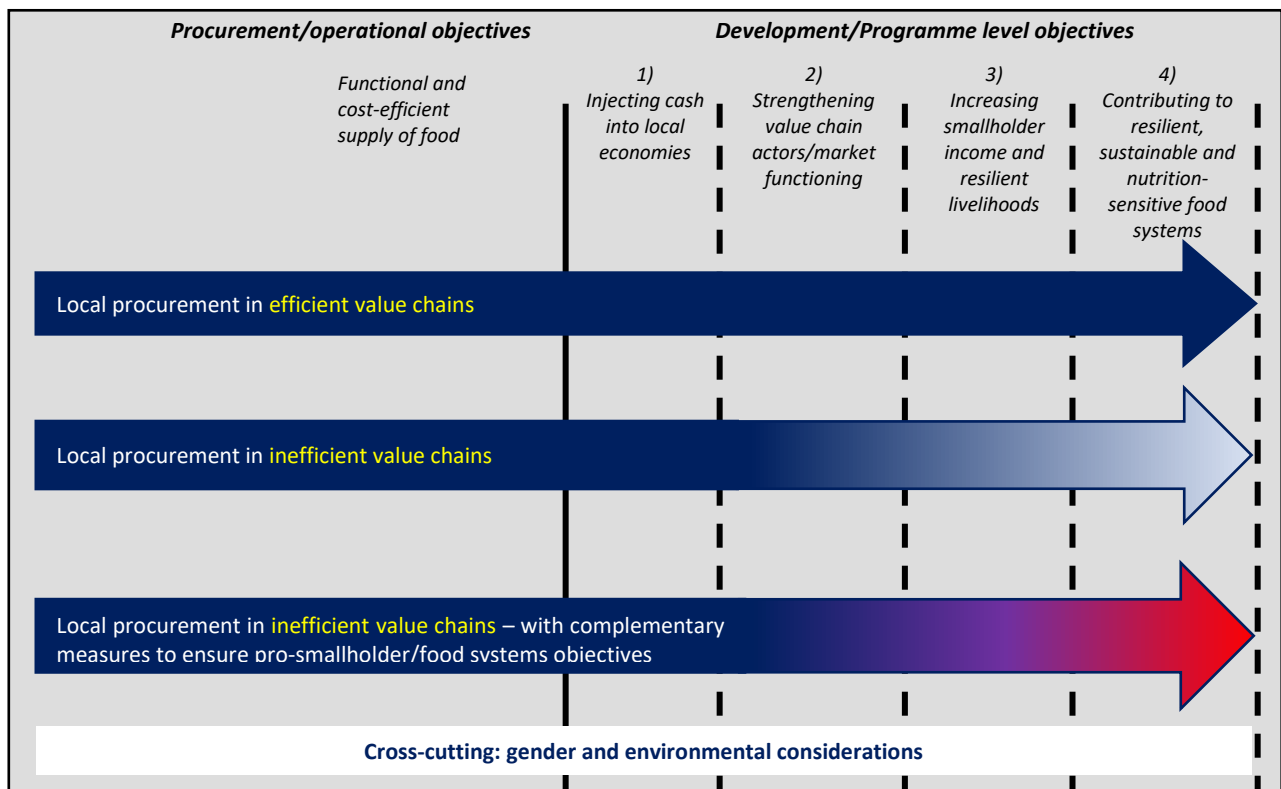 Procurement/operational objectives
Development/Programme level objectives
Functional and
cost-efficient
supply of food
1)
Injecting cash
into local
economies
2)
Strengthening
value chain
actors/market
functioning
3)
Increasing
smallholder
income and
resilient
livelihoods
4)
Contributing to
resilient,
sustainable and
nutrition-
sensitive food
systems
Local procurement in efficient value chains
Local procurement in inefficient value chains
Local procurement in inefficient value chains – with complementary
measures to ensure pro-smallholder/food systems objectives
Cross-cutting: gender and environmental considerations